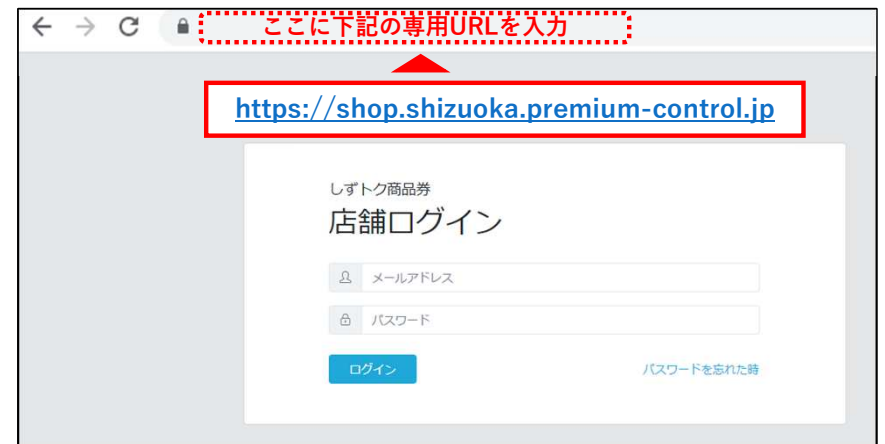 ここに下記の専用URLを入力
https://shop.shizuoka.premium-control.jp
しずトク商品券
店舗ログイン
メールアドレス
パスワード
ログイン
パスワードを忘れた時